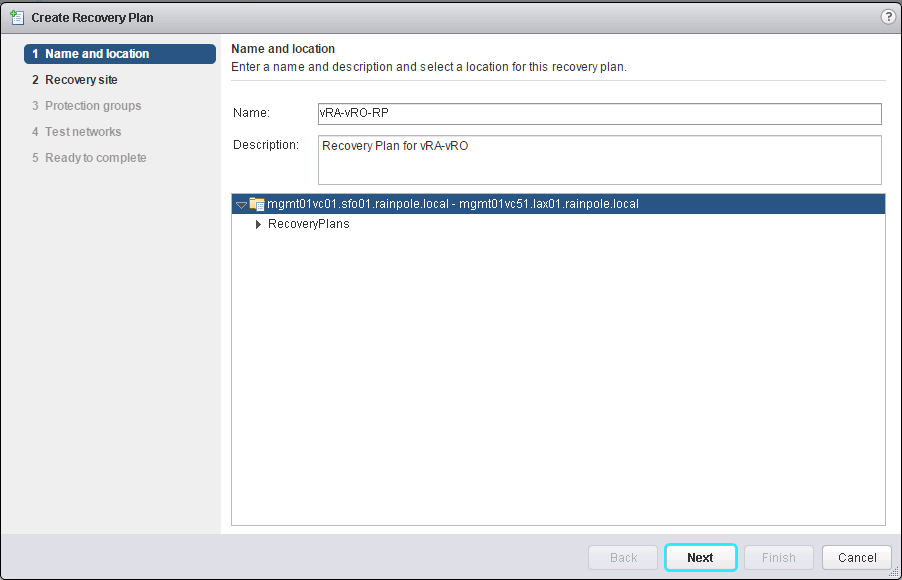 Create Recovery Plan
?
1 Name and location
2 Recovery site
3 Protection groups
4 Test networks
5 Ready to complete
Name and location
Enter a name and description and select a location for this recovery plan.
Name: vRA-vRO-RP
Description: Recovery Plan for vRA-vRO
mgmt01vc01.sfo01.rainpole.local - mgmt01vc51.lax01.rainpole.local
RecoveryPlans
Back Next Finish Cancel